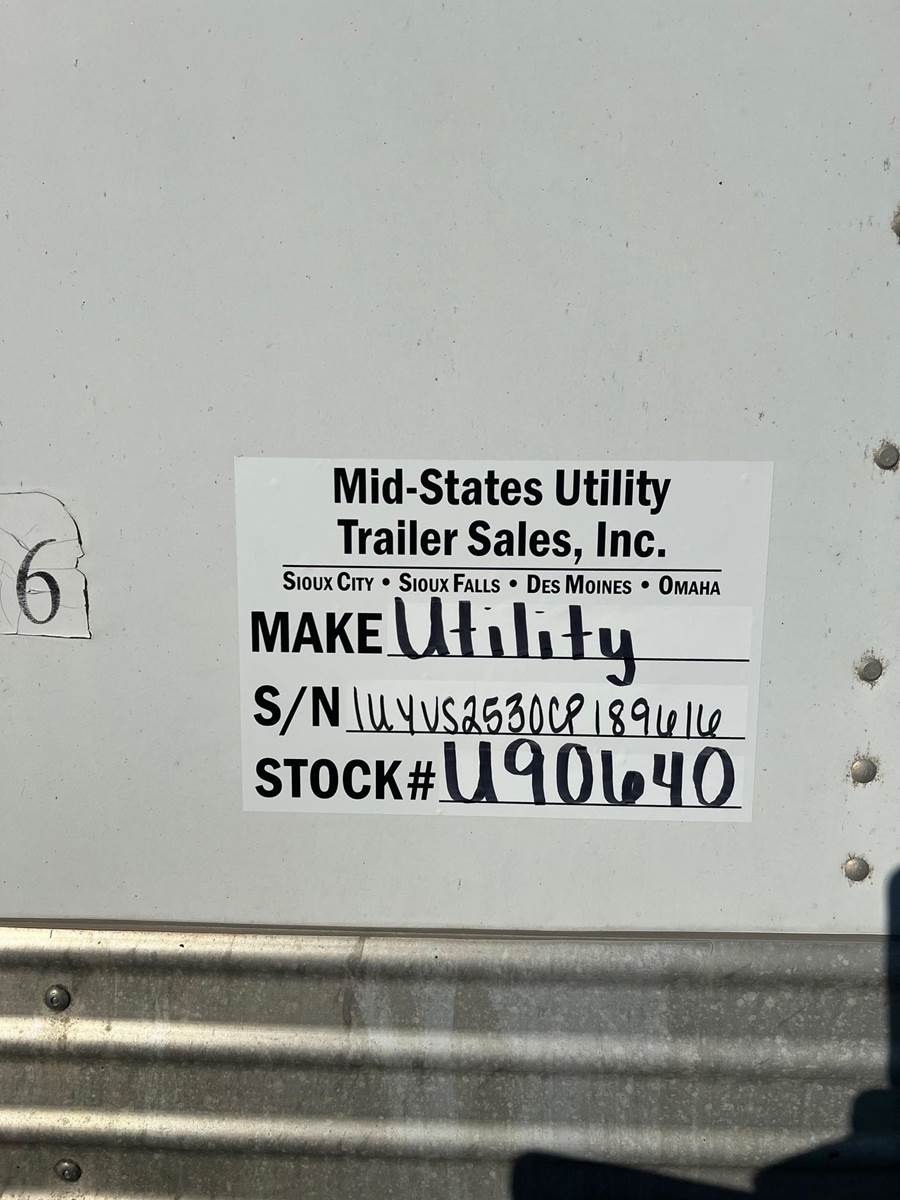 Mid-States Utility
Trailer Sales, Inc.
SIOUX CITY • SIOUX FALLS • DES MOINES • OMAHA
6
MAKE Utility
S/N 1UYVS2530CP189616
STOCK# U90640